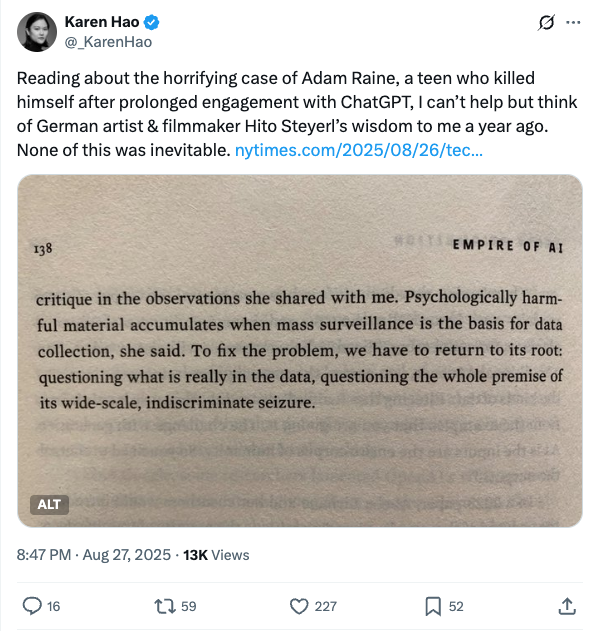 Karen Hao
@_KarenHao
Reading about the horrifying case of Adam Raine, a teen who killed
himself after prolonged engagement with ChatGPT, I can’t help but think
of German artist & filmmaker Hito Steyerl’s wisdom to me a year ago.
None of this was inevitable. nytimes.com/2025/08/26/tec...
138
EMPIRE OF AI
critique in the observations she shared with me. Psychologically harm-
ful material accumulates when mass surveillance is the basis for data
collection, she said. To fix the problem, we have to return to its root:
questioning what is really in the data, questioning the whole premise of
its wide-scale, indiscriminate seizure.
ALT
8:47 PM · Aug 27, 2025 · 13K Views
16
59
227
52